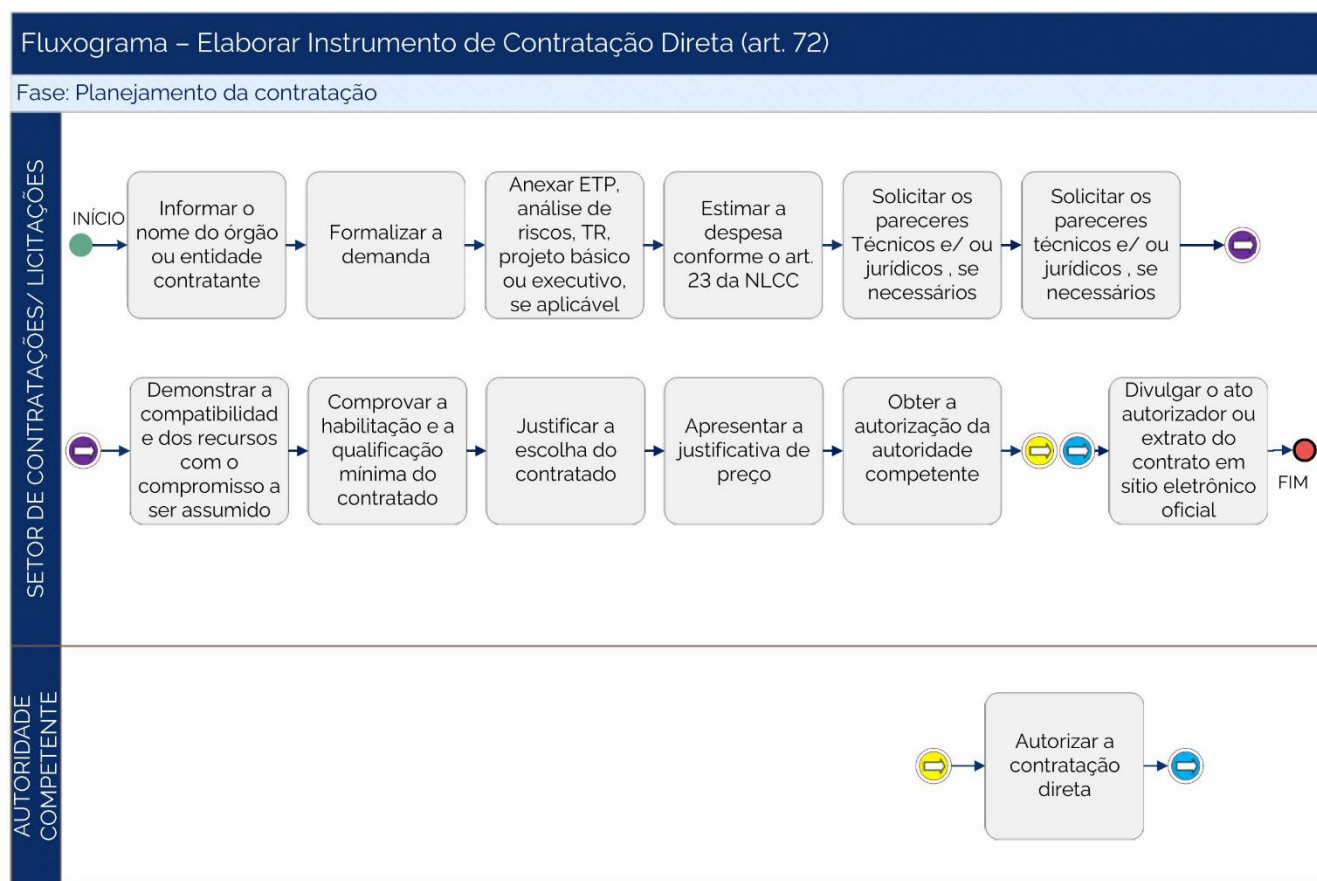 Fluxograma – Elaborar Instrumento de Contratação Direta (art. 72)
Fase: Planejamento da contratação
SETOR DE CONTRATAÇÕES/ LICITAÇÕES
INÍCIO
Informar o
nome do órgão
ou entidade
contratante
Formalizar a
demanda
Anexar ETP,
análise de
riscos, TR,
projeto básico
ou executivo,
se aplicável
Estimar a
despesa
conforme o art.
23 da NLCC
Solicitar os
pareceres
Técnicos e/ ou
jurídicos , se
necessários
Solicitar os
pareceres
técnicos e/ ou
jurídicos , se
necessários
Demonstrar a
compatibilidad
e dos recursos
com o
compromisso a
ser assumido
Comprovar a
habilitação e a
qualificação
mínima do
contratado
Justificar a
escolha do
contratado
Apresentar a
justificativa de
preço
Obter a
autorização da
autoridade
competente
Divulgar o ato
autorizador ou
extrato do
contrato em
sítio eletrônico
oficial
FIM
AUTORIDADE
COMPETENTE
Autorizar a
contratação
direta